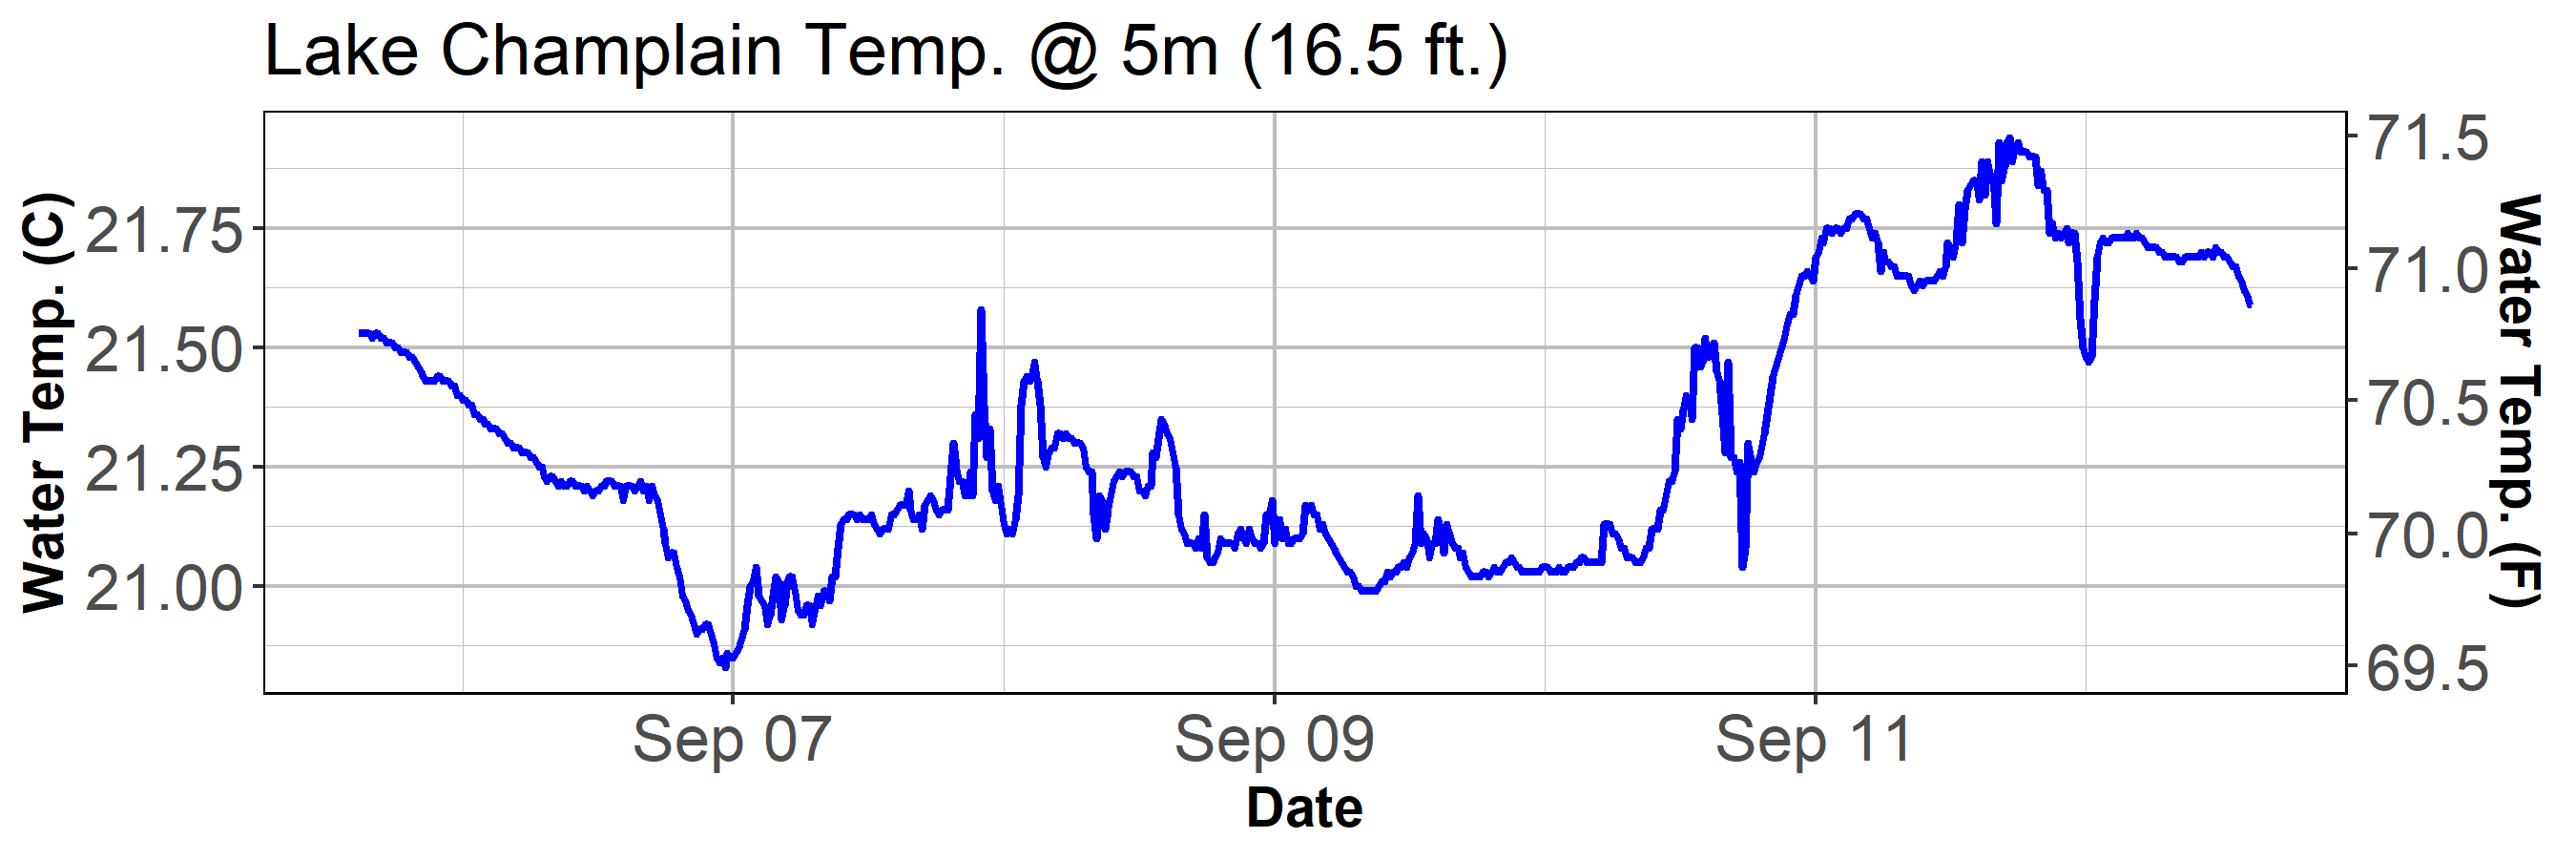 Lake Champlain Temp. @ 5m (16.5 ft.)
Water Temp. (C)
21.75
21.50
21.25
21.00
71.5
71.0
70.5
70.0
69.5
Water Temp. (F)
Sep 07 Sep 09 Sep 11
Date